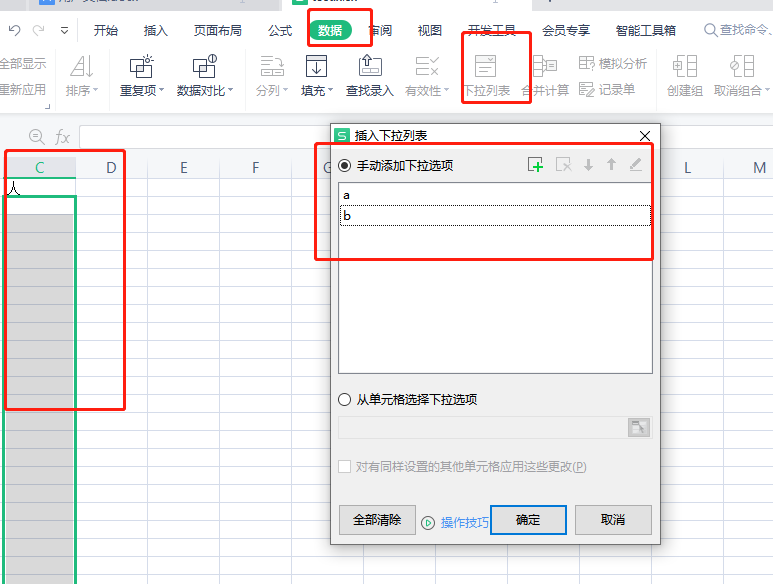 开始 插入 页面布局 公式 数据 审阅 视图 开发工具 会员专享 智能工具箱 查找命令、
全部显示 重新应用 排序 重复项 数据对比 分列 填充 查找录入 有效性 下拉列表 合并计算 模拟分析 记录单 创建组 取消组合
fx
插入下拉列表
C D E F G L M
人
手动添加下拉选项
a
b
从单元格选择下拉选项
对有同样设置的其他单元格应用这些更改(P)
全部清除 操作技巧 确定 取消